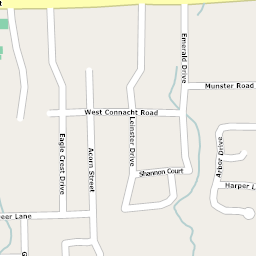 Emerald Drive
Munster Road
West Connacht Road
Eagle Crest Drive
Acorn Street
Leinster Drive
Shannon Court
Arbor Drive
Harper L
eer Lane
G